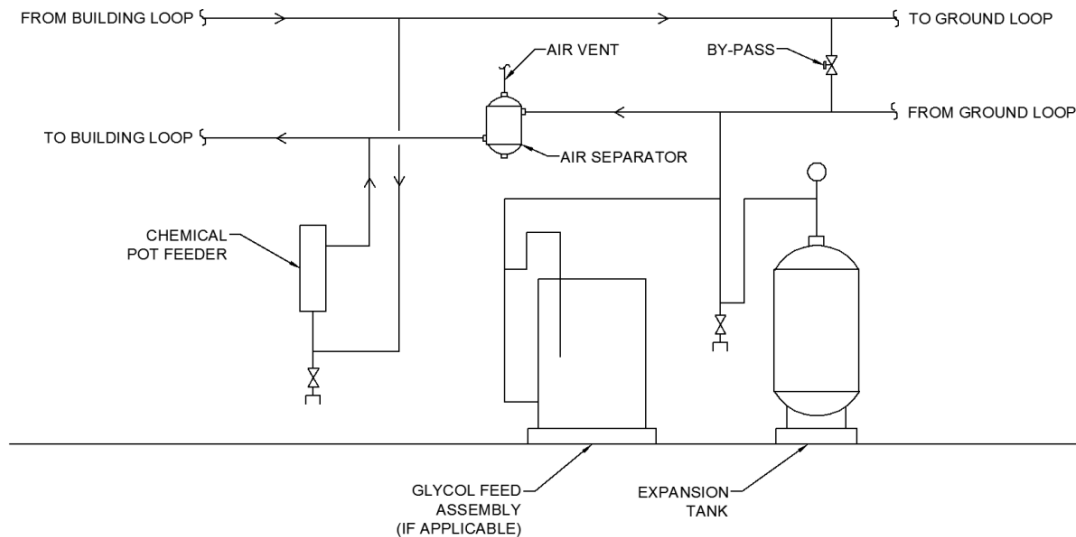 FROM BUILDING LOOP
TO GROUND LOOP
AIR VENT
BY-PASS
FROM GROUND LOOP
TO BUILDING LOOP
AIR SEPARATOR
CHEMICAL
POT FEEDER
GLYCOL FEED
ASSEMBLY
(IF APPLICABLE)
EXPANSION
TANK